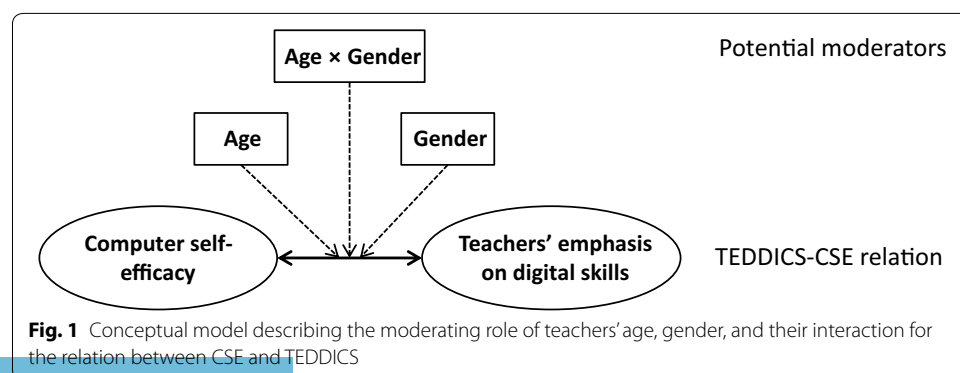 Age × Gender
Potential moderators
Age
Gender
Computer self-
efficacy
Teachers' emphasis
on digital skills
TEDDICS-CSE relation
Fig. 1 Conceptual model describing the moderating role of teachers' age, gender, and their interaction for
the relation between CSE and TEDDICS